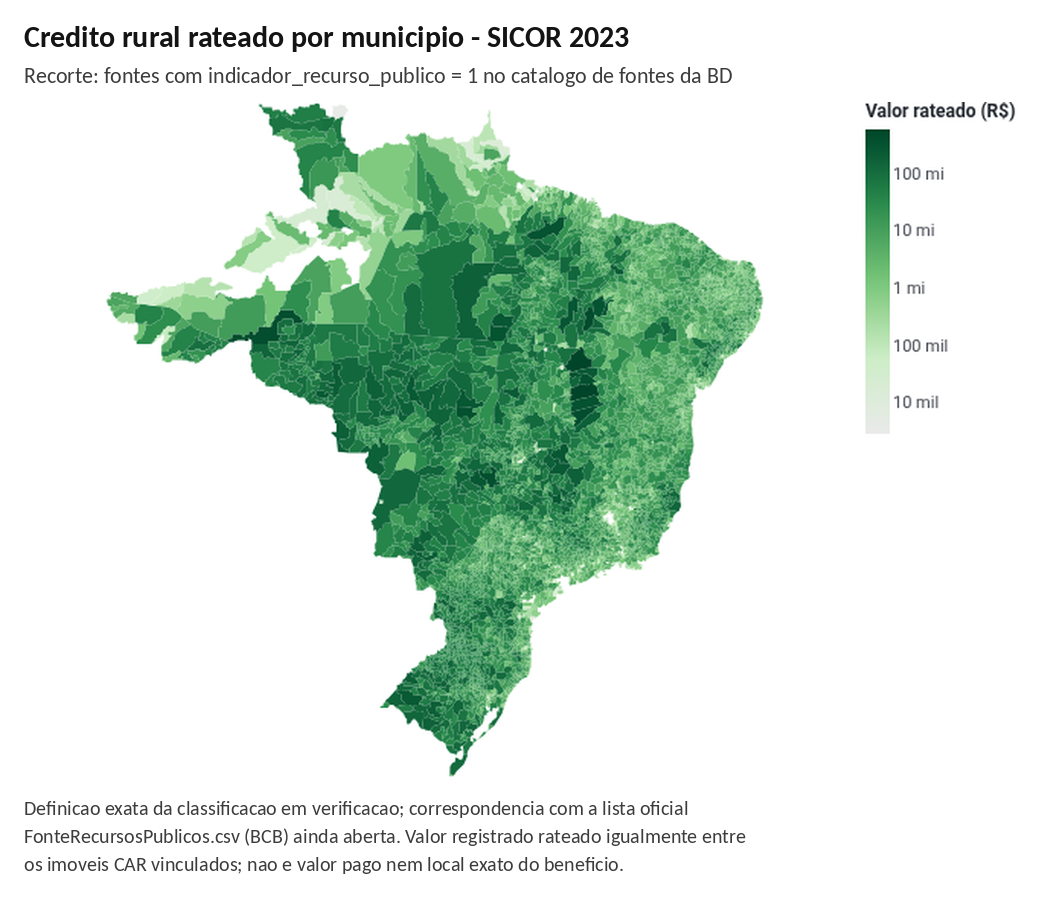 Credito rural rateado por municipio - SICOR 2023
Recorte: fontes com indicador_recurso_publico = 1 no catalogo de fontes da BD
Valor rateado (R$)
100 mi
10 mi
1 mi
100 mil
10 mil
Definicao exata da classificacao em verificacao; correspondencia com a lista oficial
FonteRecursosPublicos.csv (BCB) ainda aberta. Valor registrado rateado igualmente entre
os imoveis CAR vinculados; nao e valor pago nem local exato do beneficio.